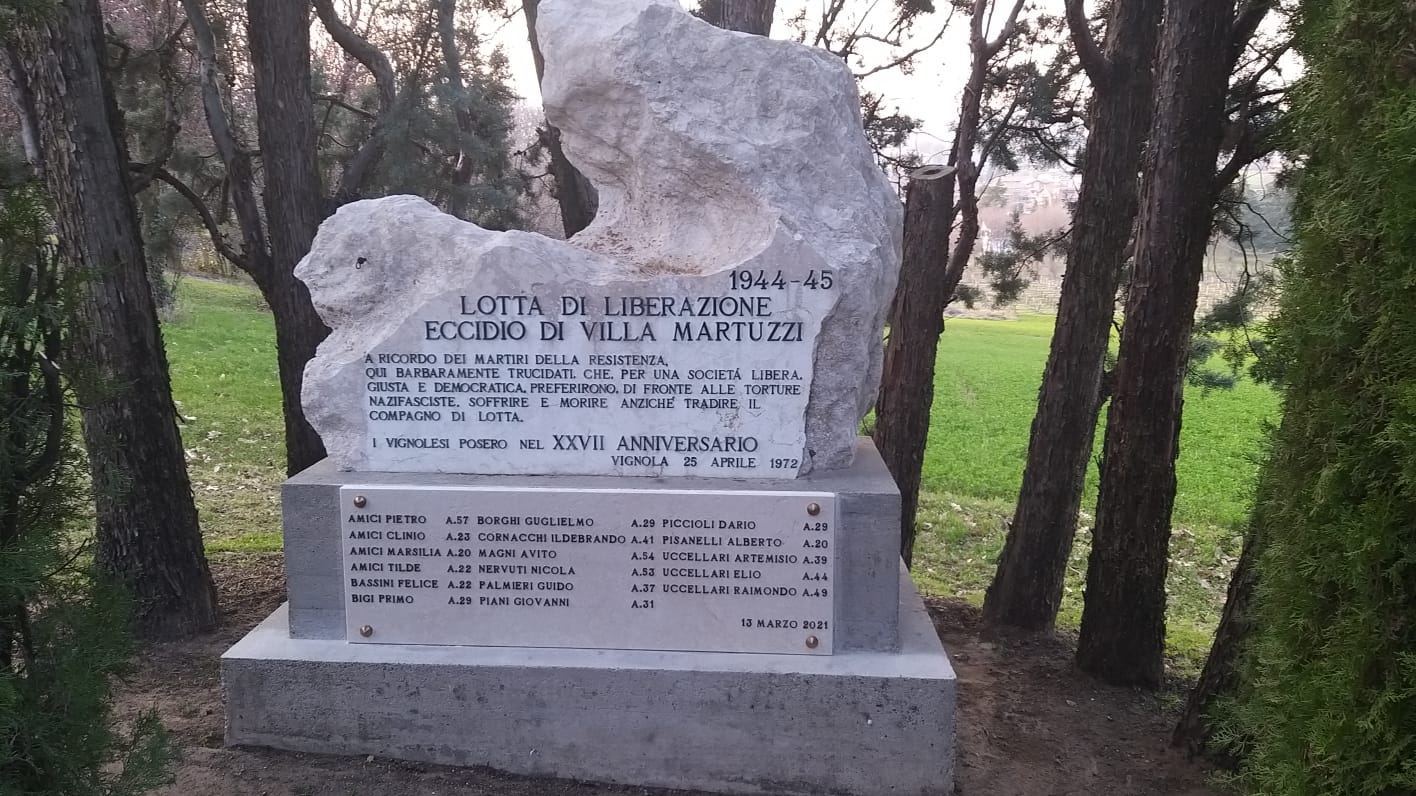 1944-45
LOTTA DI LIBERAZIONE
ECCIDIO DI VILLA MARTUZZI
A RICORDO DEI MARTIRI DELLA RESISTENZA,
QUI BARBARAMENTE TRUCIDATI, CHE, PER UNA SOCIETÁ LIBERA,
GIUSTA E DEMOCRATICA, PREFERIRONO, DI FRONTE ALLE TORTURE
NAZIFASCISTE, SOFFRIRE E MORIRE ANZICHÉ TRADIRE IL
COMPAGNO DI LOTTA.
I VIGNOLESI POSERO NEL XXVII ANNIVERSARIO
VIGNOLA 25 APRILE 1972
AMICI PIETRO A.57 BORGHI GUGLIELMO A.29 PICCIOLI DARIO A.29
AMICI CLINIO A.23 CORNACCHI ILDEBRANDO A.41 PISANELLI ALBERTO A.20
AMICI MARSILIA A.20 MAGNI AVITO A.54 UCCELLARI ARTEMISIO A.39
AMICI TILDE A.22 NERVUTI NICOLA A.53 UCCELLARI ELIO A.44
BASSINI FELICE A.22 PALMIERI GUIDO A.37 UCCELLARI RAIMONDO A.49
BIGI PRIMO A.29 PIANI GIOVANNI A.31
13 MARZO 2021